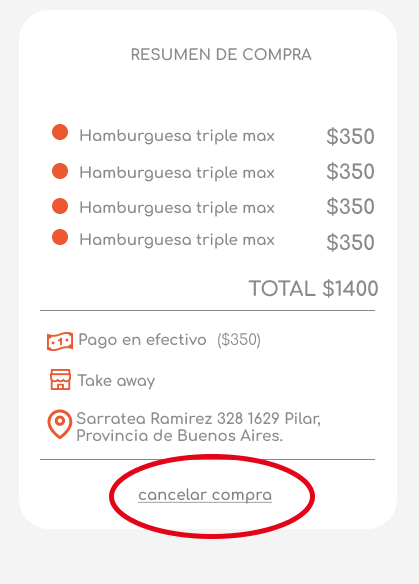 RESUMEN DE COMPRA
Hamburguesa triple max $350
Hamburguesa triple max $350
Hamburguesa triple max $350
Hamburguesa triple max $350
TOTAL $1400
1
Pago en efectivo ($350)
Take away
Sarratea Ramirez 328 1629 Pilar,
Provincia de Buenos Aires.
cancelar compra